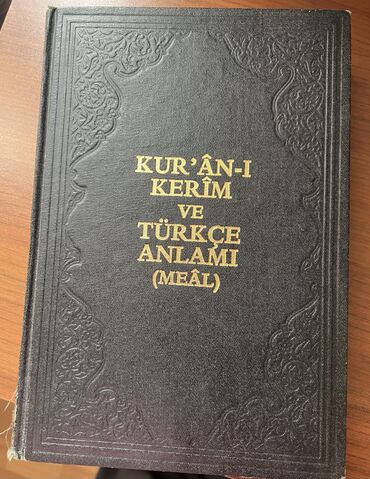 KUR'ÂN-I
KERÎM
VE
TÜRKÇE
ANLAMI
(MEÂL)